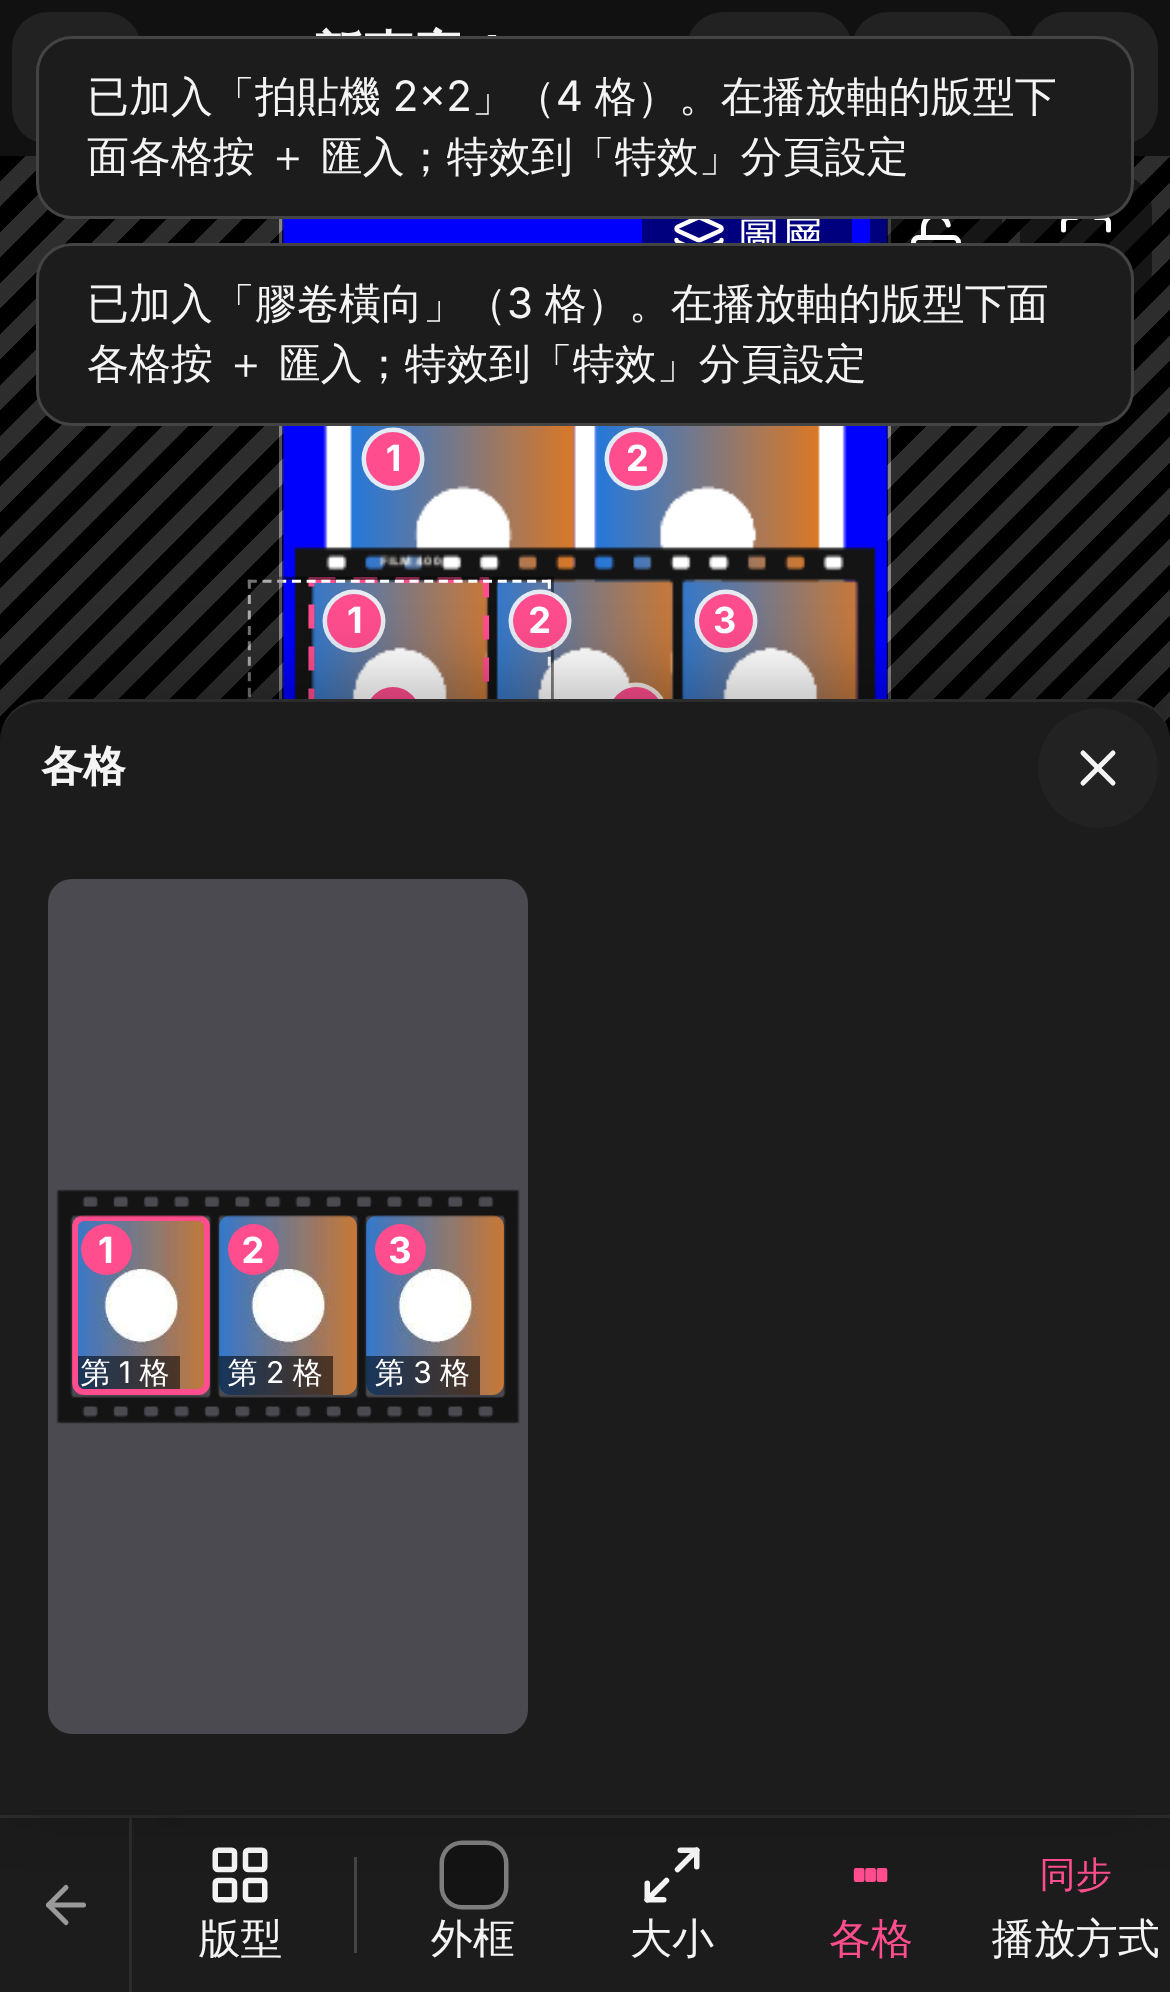 已加入「拍貼機 2×2」（4 格）。在播放軸的版型下
面各格按 ＋ 匯入；特效到「特效」分頁設定
圖層
已加入「膠卷橫向」（3 格）。在播放軸的版型下面
各格按 ＋ 匯入；特效到「特效」分頁設定
1
2
1
2
3
各格
1
2
3
第 1 格
第 2 格
第 3 格
同步
版型
外框
大小
各格
播放方式